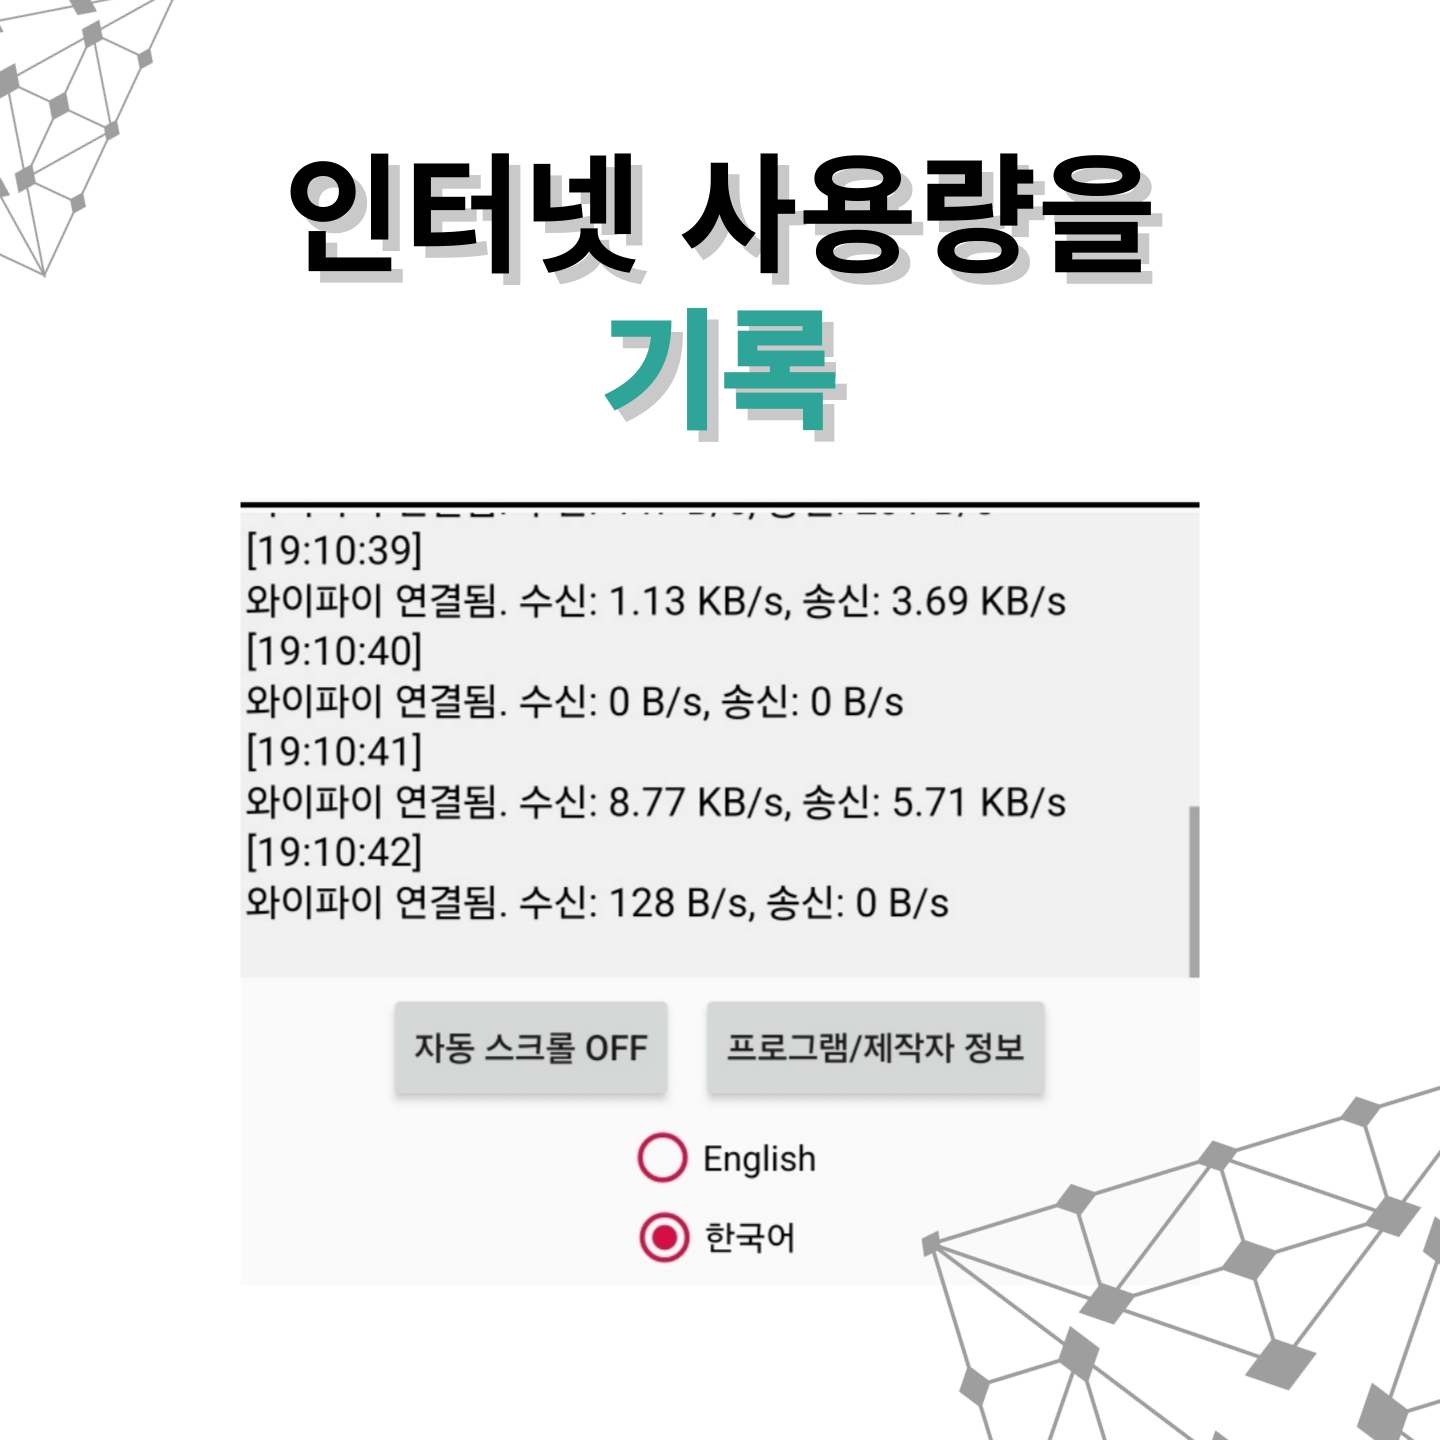 인터넷 사용량을
기록
[19:10:39]
와이파이 연결됨. 수신: 1.13 KB/s, 송신: 3.69 KB/s
[19:10:40]
와이파이 연결됨. 수신: 0 B/s, 송신: 0 B/s
[19:10:41]
와이파이 연결됨. 수신: 8.77 KB/s, 송신: 5.71 KB/s
[19:10:42]
와이파이 연결됨. 수신: 128 B/s, 송신: 0 B/s
자동 스크롤 OFF
프로그램/제작자 정보
English
한국어